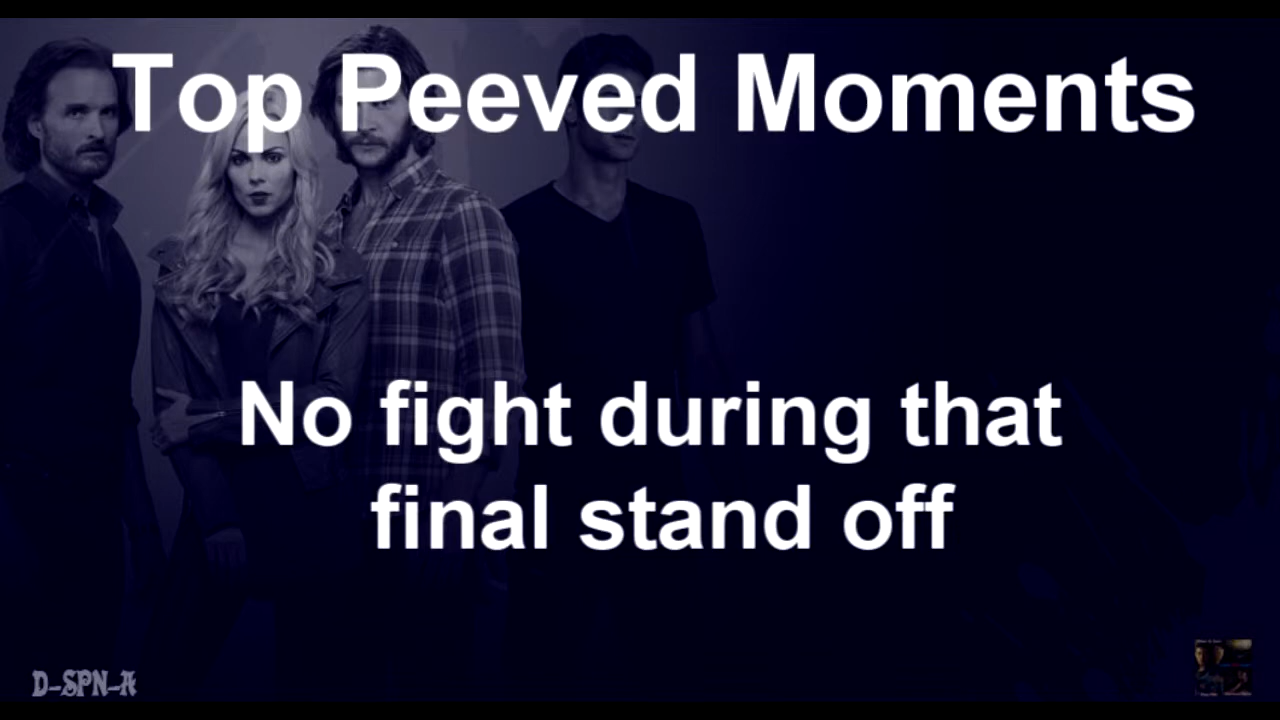 Top Peeved Moments
No fight during that
final stand off
D-SPN-A